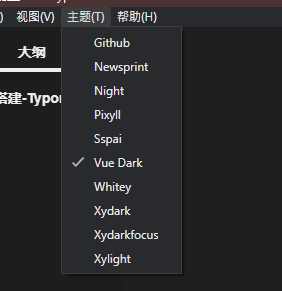 视图(V) 主题(T) 帮助(H)
大纲
搭建-Typo
Github
Newsprint
Night
Pixyll
Sspai
Vue Dark
Whitey
Xydark
Xydarkfocus
Xylight